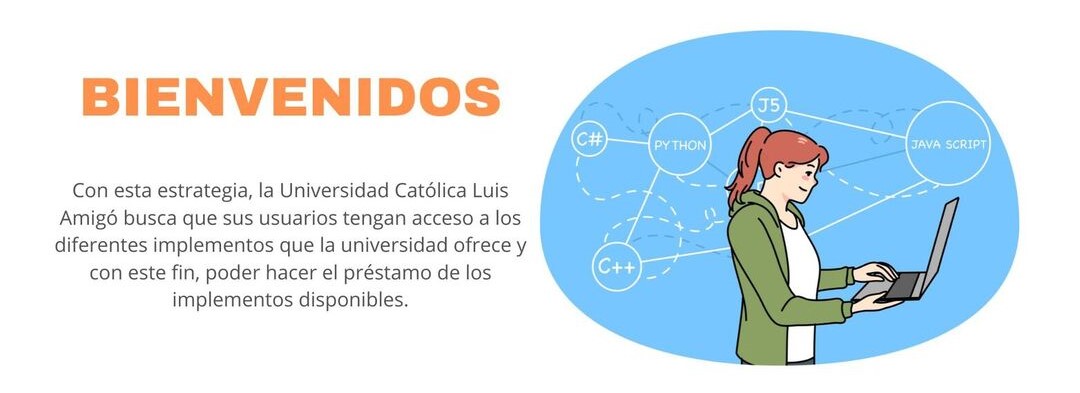 BIENVENIDOS
Con esta estrategia, la Universidad Católica Luis
Amigó busca que sus usuarios tengan acceso a los
diferentes implementos que la universidad ofrece y
con este fin, poder hacer el préstamo de los
implementos disponibles.
J5
C#
PYTHON
JAVA SCRIPT
C++